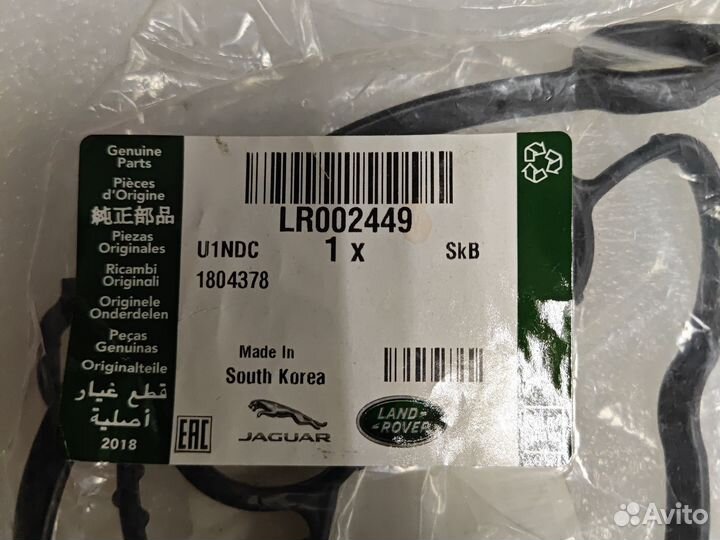 Genuine
Parts
Pièces
d'Origine
純正部品
Piezas
Originales
Ricambi
Originali
Originele
Onderdelen
Peças
Genuinas
Originalteile
قطع غيار
أصلية
2018
LR002449
U1NDC
1 x
SkB
1804378
Made In
South Korea
EAC
JAGUAR
LAND
ROVER
Avito